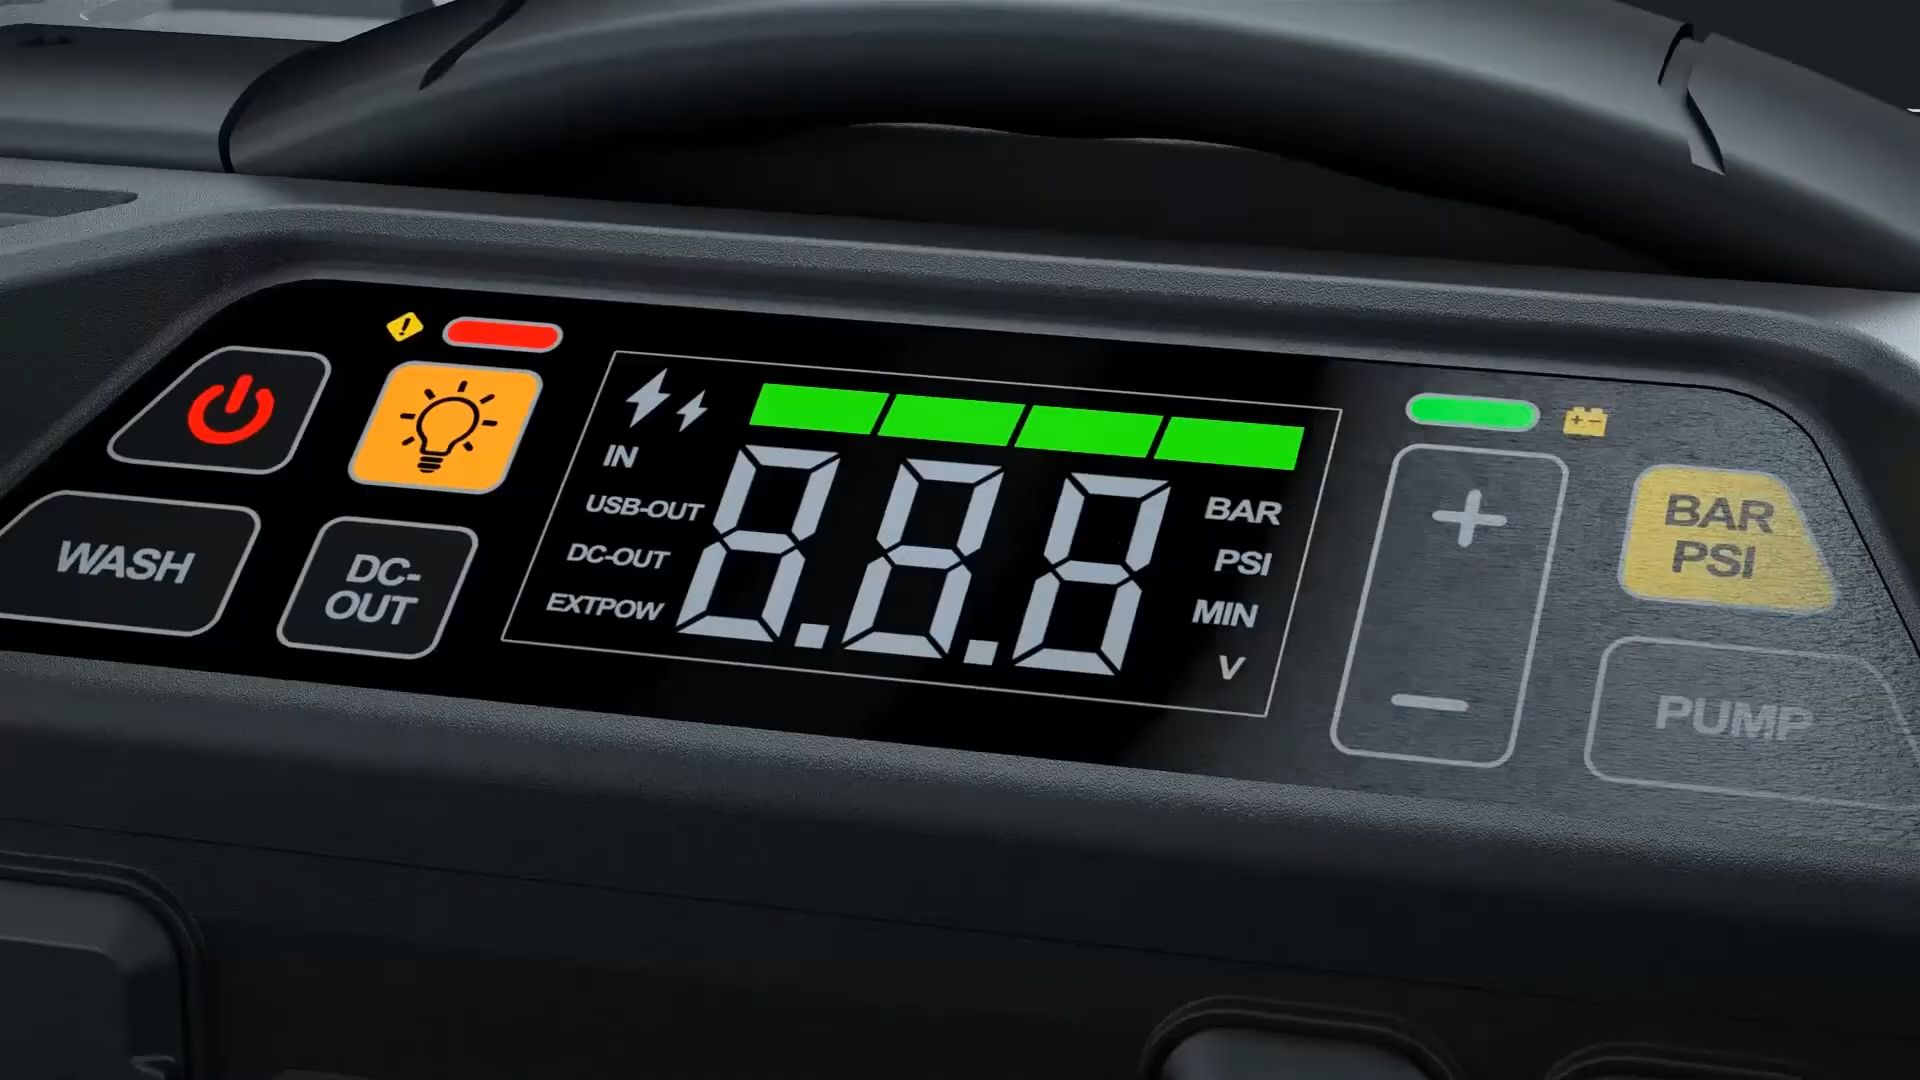 WASH
DC-
OUT
IN
USB-OUT
DC-OUT
EXTPOW
8.8.8
BAR
PSI
MIN
V
+
−
BAR
PSI
PUMP